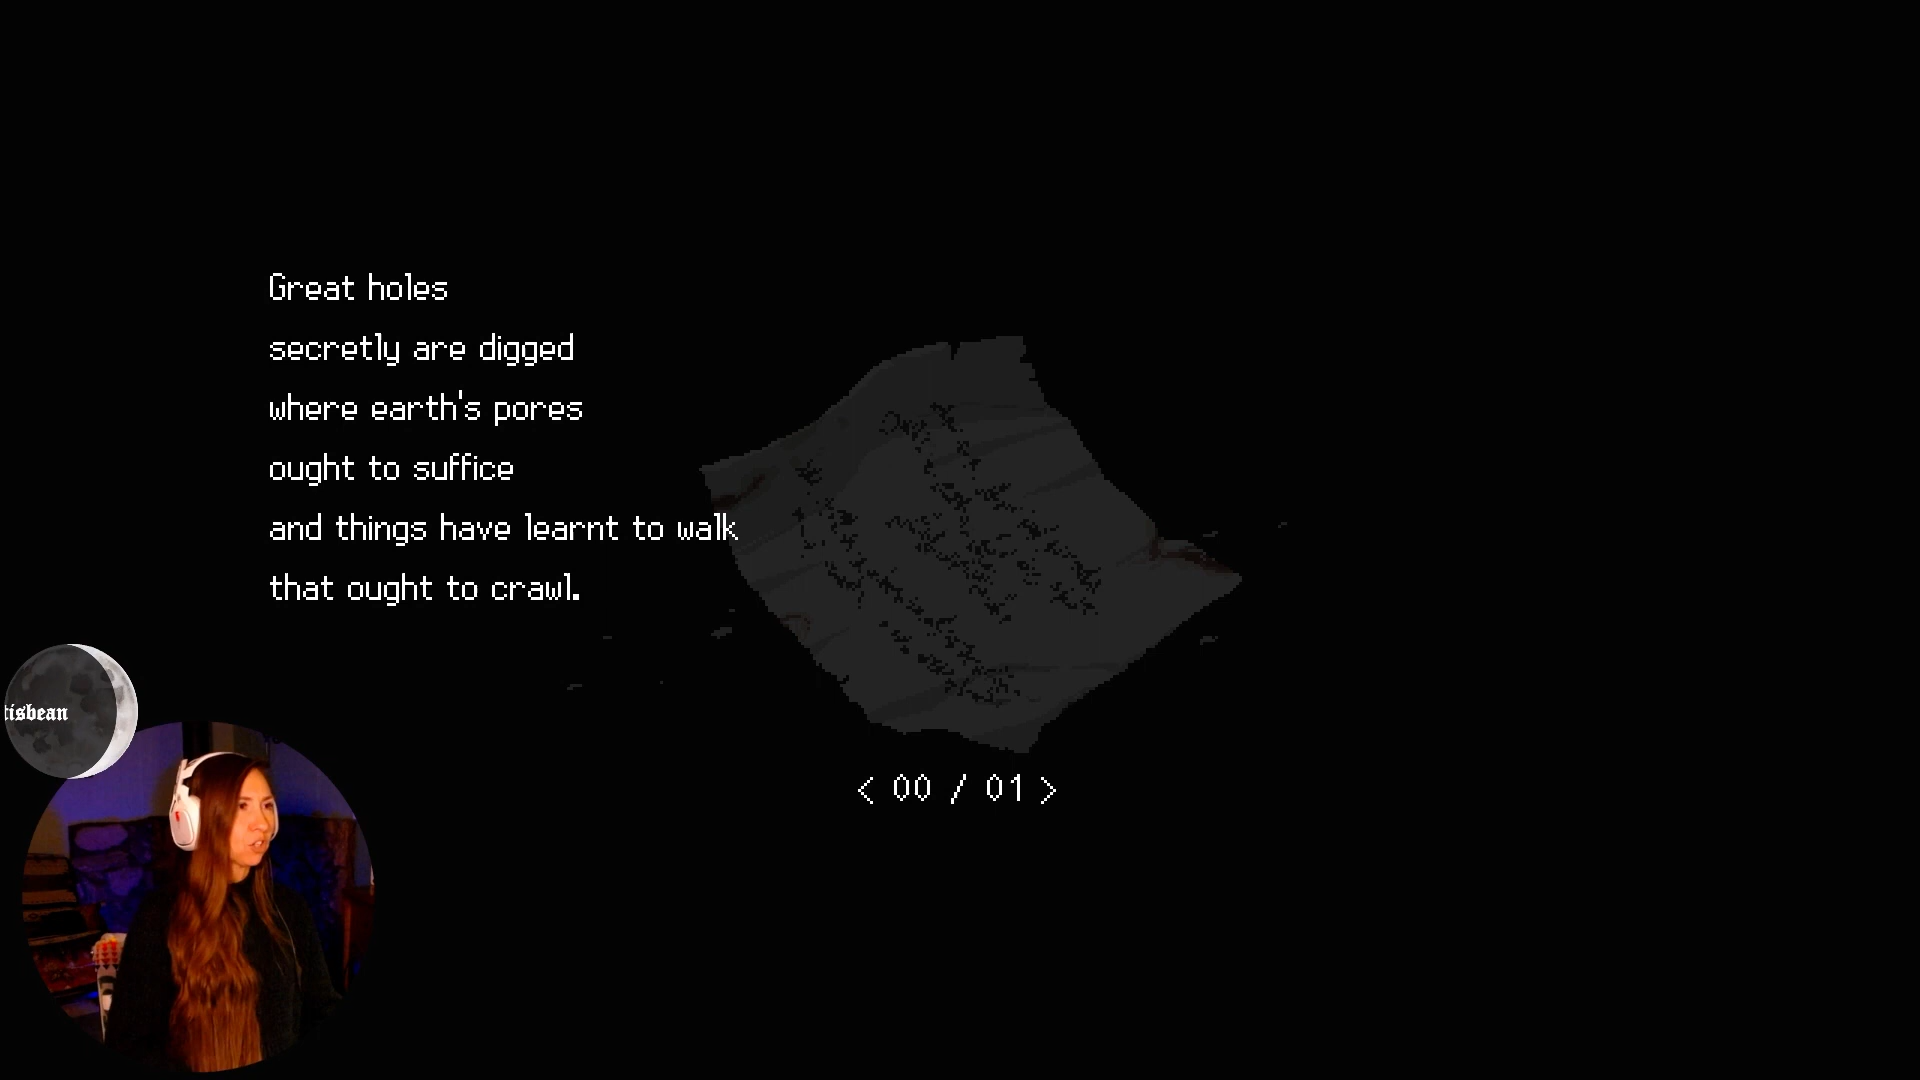 Great holes
secretly are digged
where earth's pores
ought to suffice
and things have learnt to walk
that ought to crawl.
< 00 / 01 >
tisbean